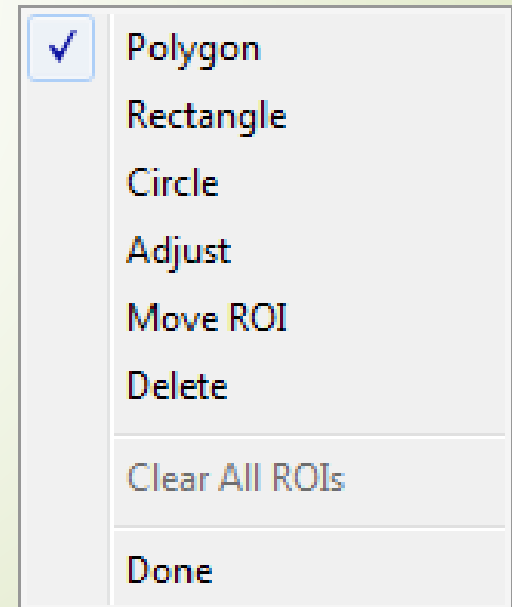 Polygon
Rectangle
Circle
Adjust
Move ROI
Delete
Clear All ROIs
Done